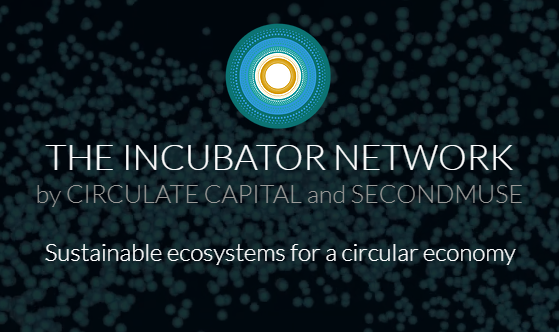 THE INCUBATOR NETWORK
by CIRCULATE CAPITAL and SECONDMUSE
Sustainable ecosystems for a circular economy